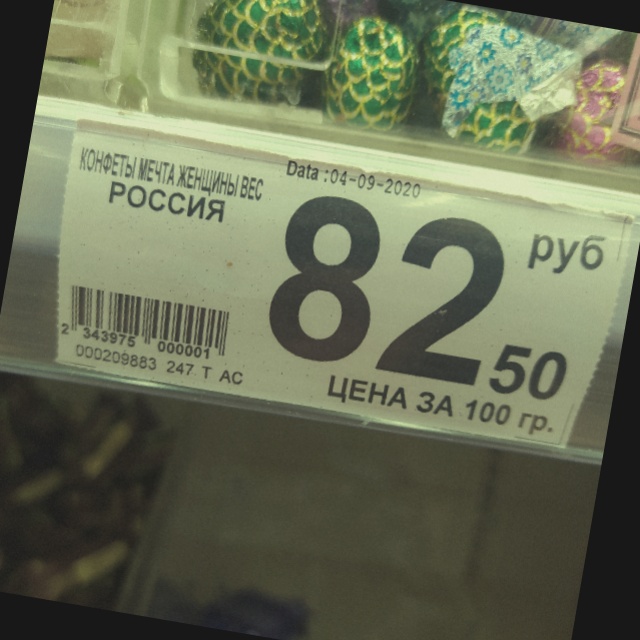 КОНФЕТЫ МЕЧТА ЖЕНЩИНЫ ВЕС
РОССИЯ
Data :04-09-2020
82 50 руб
ЦЕНА ЗА 100 гр.
2 343975 000001
000209883 247 Т АС